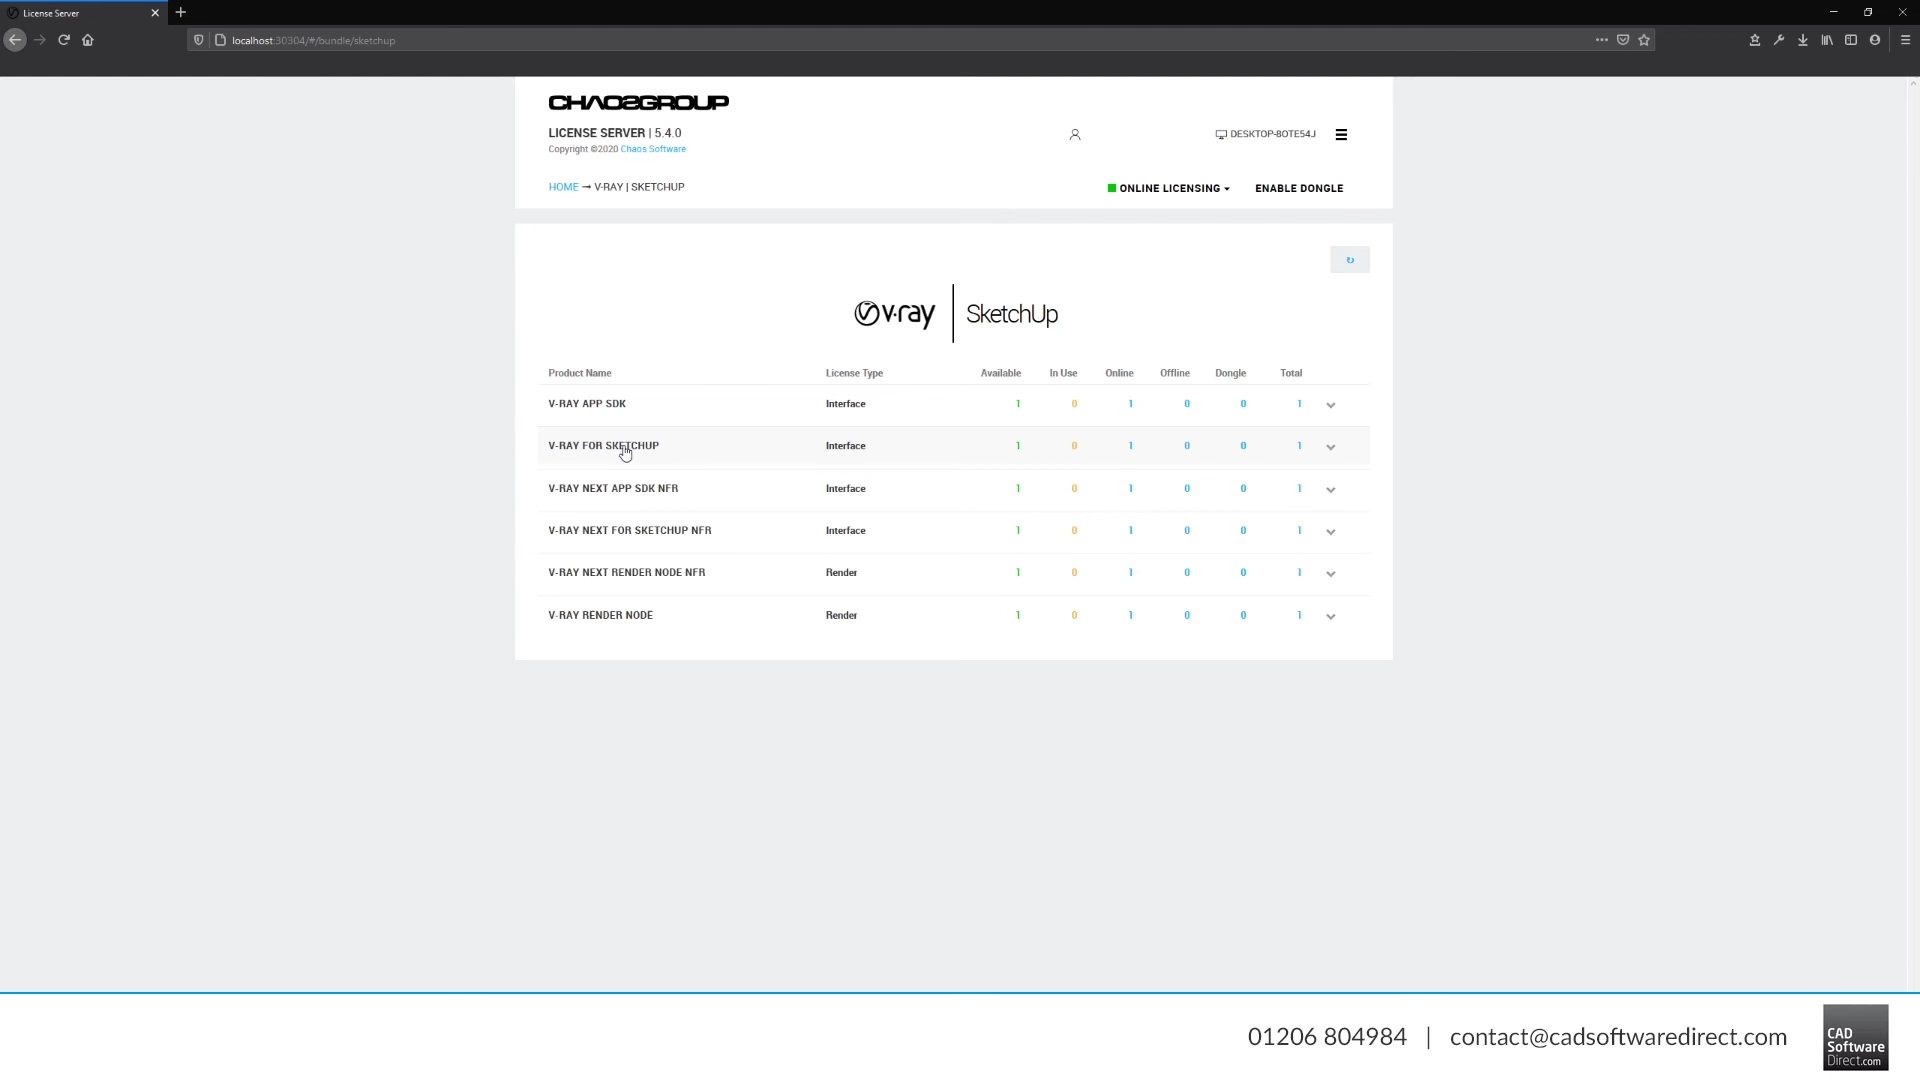 License Server
localhost:30304/#/bundle/sketchup
CHAOSGROUP
LICENSE SERVER | 5.4.0
Copyright ©2020 Chaos Software
DESKTOP-8OTE54J
HOME → V-RAY | SKETCHUP
ONLINE LICENSING
ENABLE DONGLE
v·ray | SketchUp
Product Name License Type Available In Use Online Offline Dongle Total
V-RAY APP SDK Interface 1 0 1 0 0 1
V-RAY FOR SKETCHUP Interface 1 0 1 0 0 1
V-RAY NEXT APP SDK NFR Interface 1 0 1 0 0 1
V-RAY NEXT FOR SKETCHUP NFR Interface 1 0 1 0 0 1
V-RAY NEXT RENDER NODE NFR Render 1 0 1 0 0 1
V-RAY RENDER NODE Render 1 0 1 0 0 1
01206 804984 | contact@cadsoftwaredirect.com
CAD
Software
Direct.com